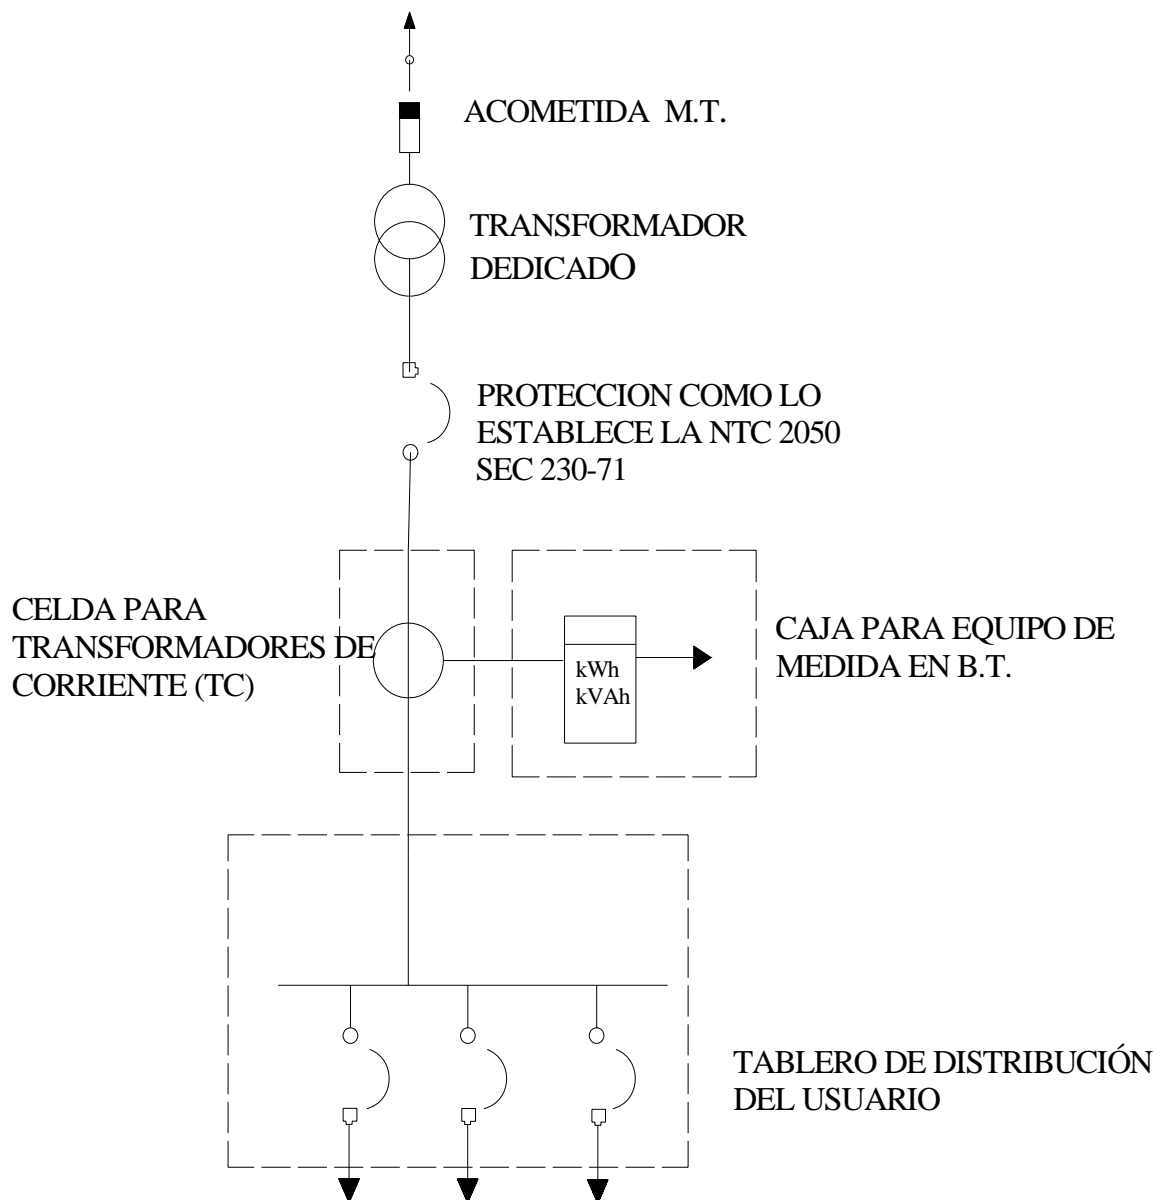 ACOMETIDA M.T.
TRANSFORMADOR
DEDICADO
PROTECCION COMO LO
ESTABLECE LA NTC 2050
SEC 230-71
CELDA PARA
TRANSFORMADORES DE
CORRIENTE (TC)
kWh
kVAh
CAJA PARA EQUIPO DE
MEDIDA EN B.T.
TABLERO DE DISTRIBUCIÓN
DEL USUARIO